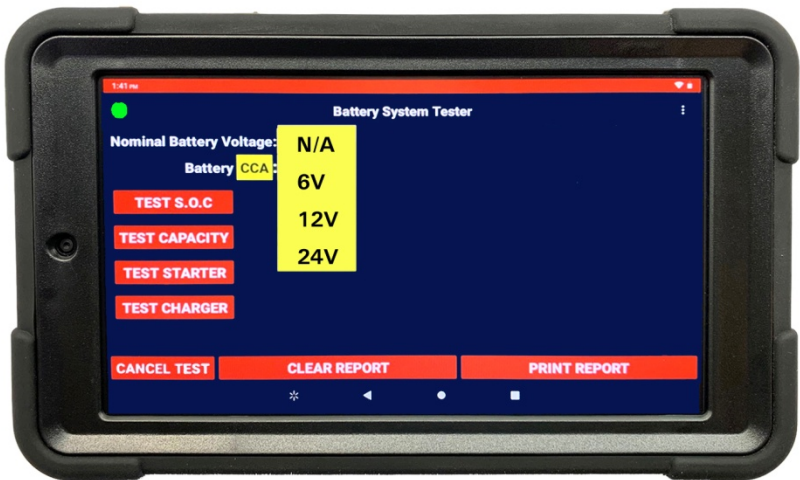 1:41 PM
Battery System Tester
Nominal Battery Voltage:
Battery CCA:
N/A
6V
12V
24V
TEST S.O.C
TEST CAPACITY
TEST STARTER
TEST CHARGER
CANCEL TEST
CLEAR REPORT
PRINT REPORT